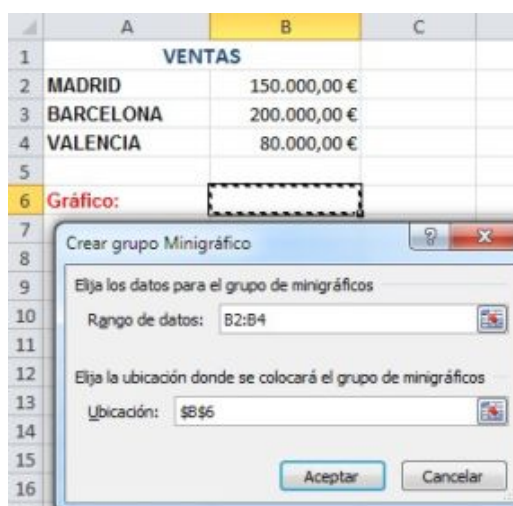 A B C
1 VENTAS
2 MADRID 150.000,00 €
3 BARCELONA 200.000,00 €
4 VALENCIA 80.000,00 €
5
6 Gráfico:
7
Crear grupo Minigráfico ? X
8
9 Elija los datos para el grupo de minigráficos
10 Rango de datos: B2:B4
11
12 Elija la ubicación donde se colocará el grupo de minigráficos
13 Ubicación: $B$6
14
15
16 Aceptar Cancelar